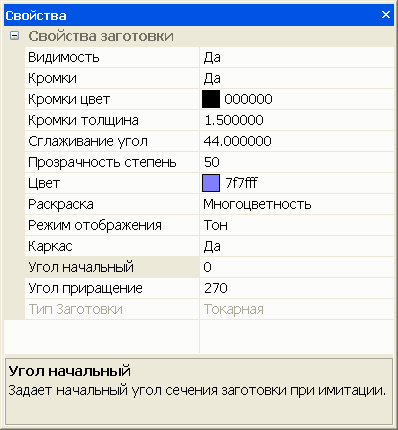 Свойства
Свойства заготовки
Видимость Да
Кромки Да
Кромки цвет 000000
Кромки толщина 1.500000
Сглаживание угол 44.000000
Прозрачность степень 50
Цвет 7f7fff
Раскраска Многоцветность
Режим отображения Тон
Каркас Да
Угол начальный 0
Угол приращение 270
Тип Заготовки Токарная
Угол начальный
Задает начальный угол сечения заготовки при имитации.